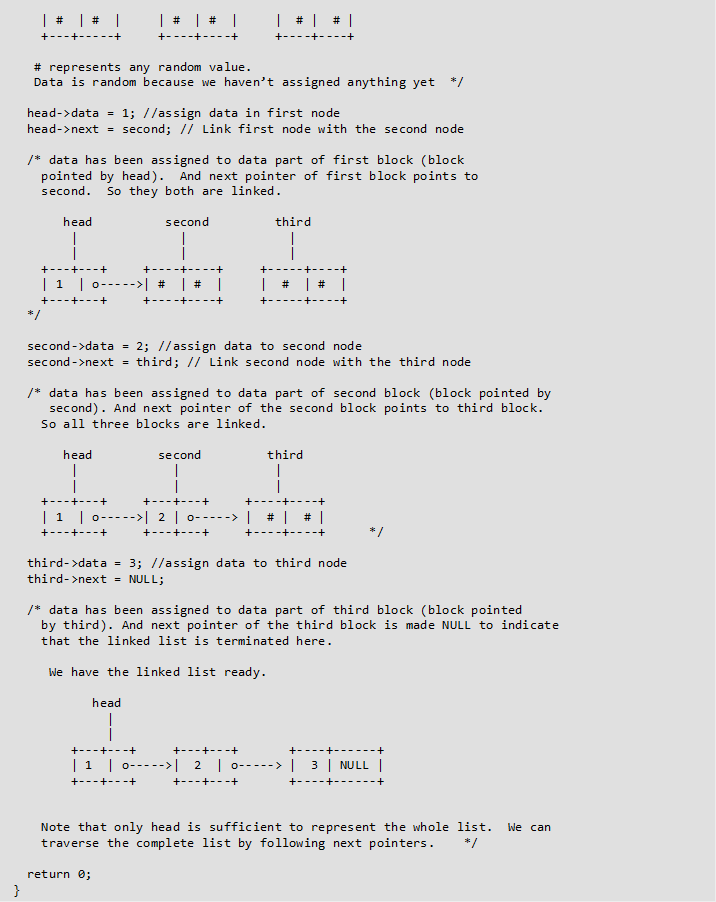 | # | # |     | # | # |     | # | # |
   +---+-----+     +----+----+     +----+----+

   # represents any random value.
   Data is random because we haven’t assigned anything yet  */

  head->data = 1; //assign data in first node
  head->next = second; // Link first node with the second node

  /* data has been assigned to data part of first block (block
    pointed by head).  And next pointer of first block points to
    second.  So they both are linked.

       head          second         third
        |              |              |
        |              |              |
    +---+---+     +----+----+     +-----+----+
    | 1  | o----->| #  | #  |     |  #  | #  |
    +---+---+     +----+----+     +-----+----+
  */

  second->data = 2; //assign data to second node
  second->next = third; // Link second node with the third node

  /* data has been assigned to data part of second block (block pointed by
     second). And next pointer of the second block points to third block.
    So all three blocks are linked.

       head         second         third
        |             |             |
        |             |             |
    +---+---+     +---+---+     +----+----+
    | 1  | o----->| 2 | o-----> |  # |  # |
    +---+---+     +---+---+     +----+----+      */

  third->data = 3; //assign data to third node
  third->next = NULL;

  /* data has been assigned to data part of third block (block pointed
    by third). And next pointer of the third block is made NULL to indicate
    that the linked list is terminated here.

     We have the linked list ready.

           head
             |
             |
        +---+---+     +---+---+       +----+------+
        | 1  | o----->|  2  | o-----> |  3 | NULL |
        +---+---+     +---+---+       +----+------+


    Note that only head is sufficient to represent the whole list.  We can
    traverse the complete list by following next pointers.    */

  return 0;
}